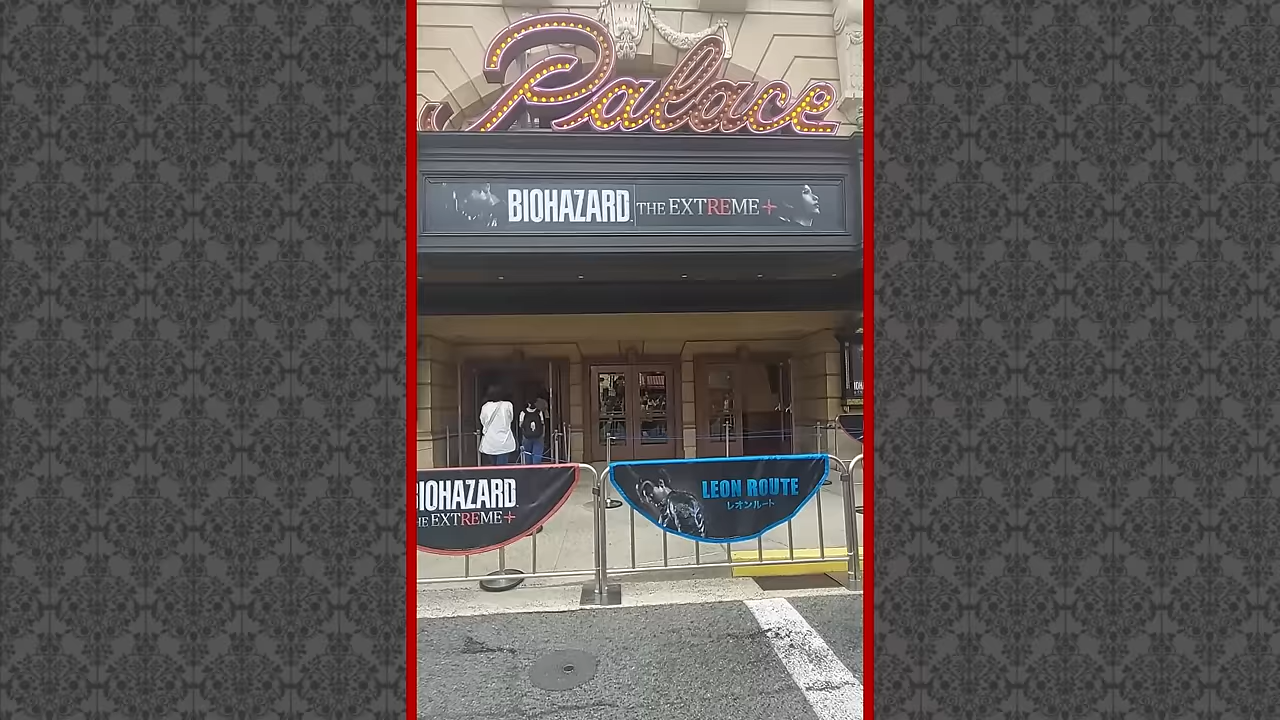 Palace
BIOHAZARD THE EXTREME+
BIOHAZARD
THE EXTREME+
LEON ROUTE
レオンルート